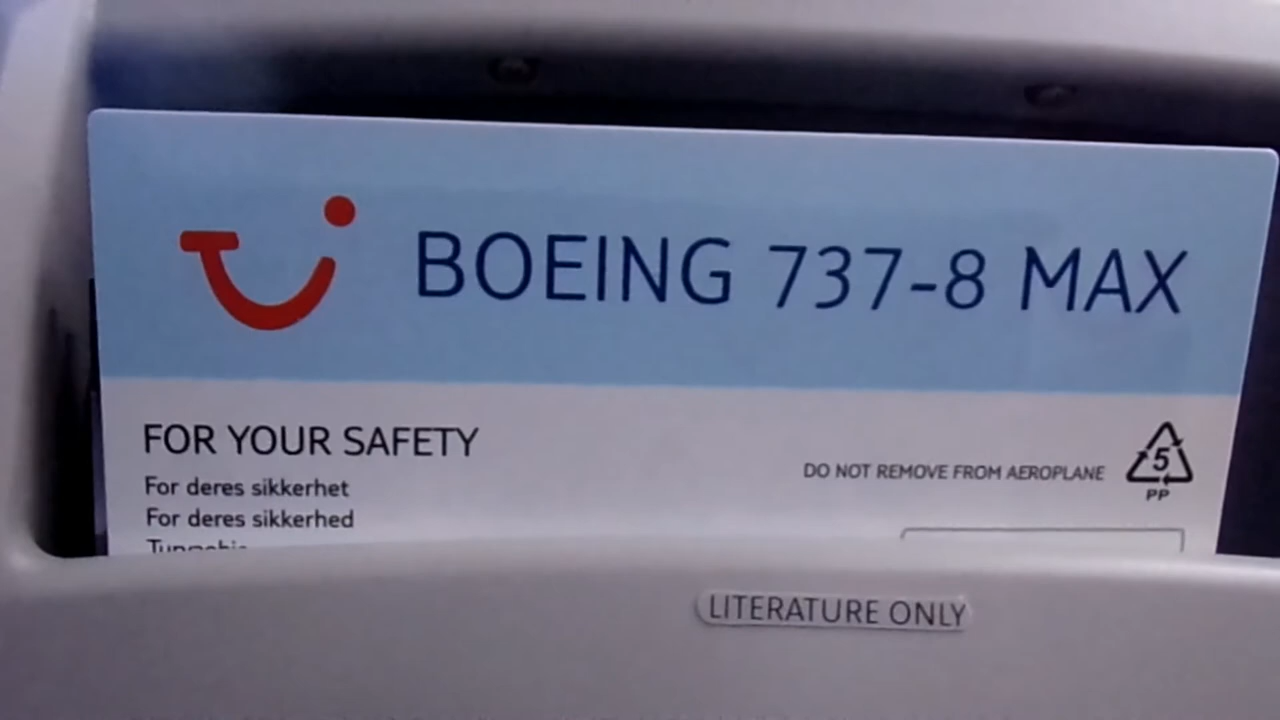 BOEING 737-8 MAX
FOR YOUR SAFETY
For deres sikkerhet
For deres sikkerhed
DO NOT REMOVE FROM AEROPLANE
5
PP
LITERATURE ONLY